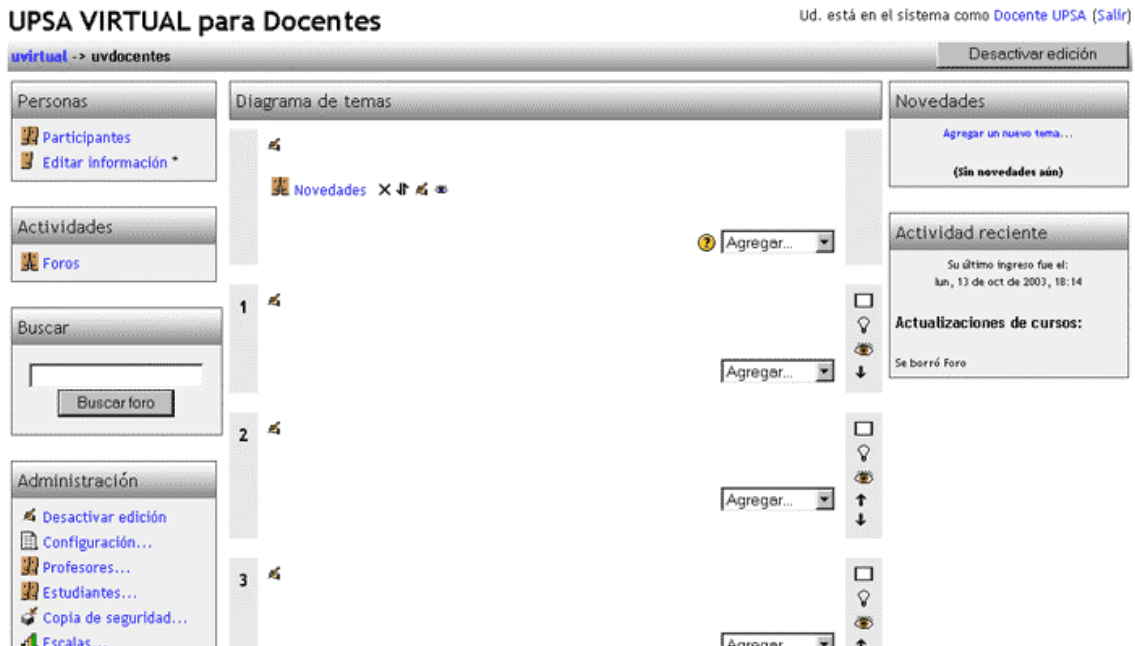 UPSA VIRTUAL para Docentes
Ud. está en el sistema como Docente UPSA (Salir)
uvirtual -> uvdocentes
Desactivar edición
Personas
Participantes
Editar información *
Actividades
Foros
Buscar
Buscar foro
Administración
Desactivar edición
Configuración...
Profesores...
Estudiantes...
Copia de seguridad...
Escalas...
Diagrama de temas
Novedades
? Agregar...
1
Agregar...
2
Agregar...
3
Agregar...
Novedades
Agregar un nuevo tema...
(Sin novedades aún)
Actividad reciente
Su último ingreso fue el:
lun, 13 de oct de 2003, 18:14
Actualizaciones de cursos:
Se borró Foro